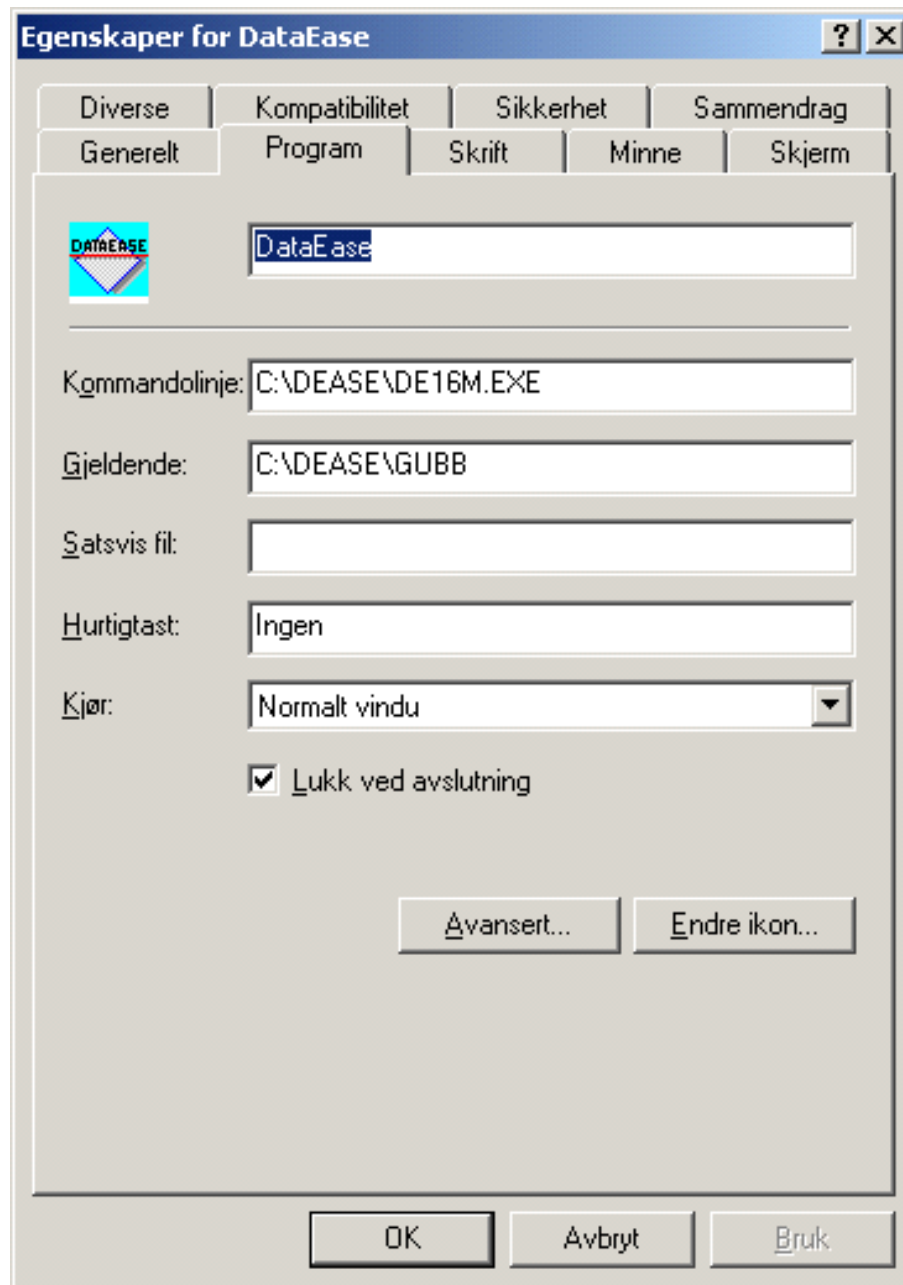 Egenskaper for DataEase
Diverse Kompatibilitet Sikkerhet Sammendrag
Generelt Program Skrift Minne Skjerm
DATAEASE
DataEase
Kommandolinje: C:\DEASE\DE16M.EXE
Gjeldende: C:\DEASE\GUBB
Satsvis fil:
Hurtigtast: Ingen
Kjør: Normalt vindu
Lukk ved avslutning
Avansert... Endre ikon...
OK Avbryt Bruk